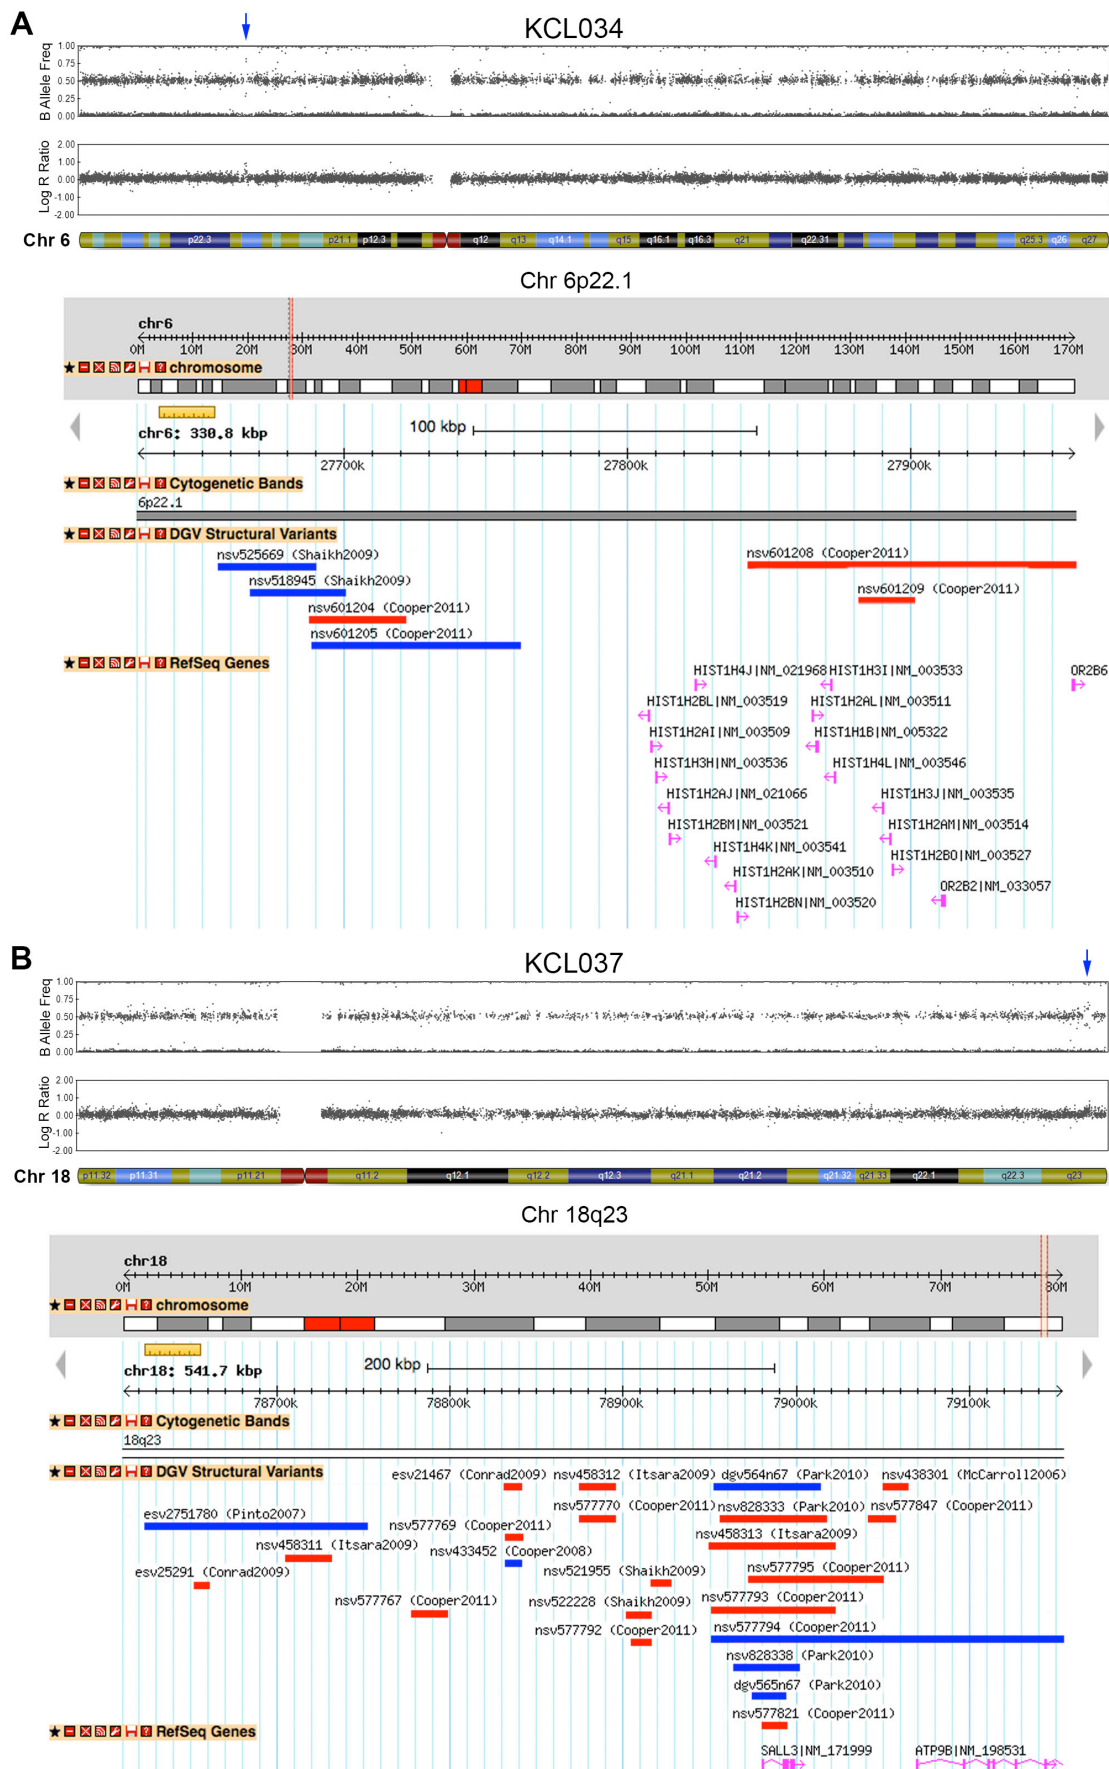 A
KCL034
B Allele Freq
1.00
0.75
0.50
0.25
0.00
Log R Ratio
2.00
1.00
0.00
-1.00
-2.00
Chr 6
p22.3 p21.1 p12.3 q12 q13 q14.1 q15 q16.1 q16.3 q21 q22.31 q25.3 q26 q27
Chr 6p22.1
chr6
0M 10M 20M 30M 40M 50M 60M 70M 80M 90M 100M 110M 120M 130M 140M 150M 160M 170M
chromosome
100 kbp
chr6: 330.8 kbp
27700k 27800k 27900k
Cytogenetic Bands
6p22.1
DGV Structural Variants
nsv525669 (Shaikh2009) nsv601208 (Cooper2011)
nsv518945 (Shaikh2009) nsv601209 (Cooper2011)
nsv601204 (Cooper2011)
nsv601205 (Cooper2011)
RefSeq Genes
HIST1H4J|NM_021968 HIST1H3I|NM_003533 OR2B6
HIST1H2BL|NM_003519 HIST1H2AL|NM_003511
HIST1H2AI|NM_003509 HIST1H1B|NM_005322
HIST1H3H|NM_003536 HIST1H4L|NM_003546
HIST1H2AJ|NM_021066 HIST1H3J|NM_003535
HIST1H2BM|NM_003521 HIST1H2AM|NM_003514
HIST1H4K|NM_003541 HIST1H2BO|NM_003527
HIST1H2AK|NM_003510 OR2B2|NM_033057
HIST1H2BN|NM_003520
B
KCL037
B Allele Freq
1.00
0.75
0.50
0.25
0.00
Log R Ratio
2.00
1.00
0.00
-1.00
-2.00
Chr 18
p11.32 p11.31 p11.21 q11.2 q12.1 q12.2 q12.3 q21.1 q21.2 q21.32 q21.33 q22.1 q22.3 q23
Chr 18q23
chr18
0M 10M 20M 30M 40M 50M 60M 70M 80M
chromosome
200 kbp
chr18: 541.7 kbp
78700k 78800k 78900k 79000k 79100k
Cytogenetic Bands
18q23
DGV Structural Variants
esv21467 (Conrad2009) nsv458312 (Itsara2009) dgv564n67 (Park2010) nsv438301 (McCarroll2006)
esv2751780 (Pinto2007) nsv577770 (Cooper2011) nsv828333 (Park2010) nsv577847 (Cooper2011)
nsv577769 (Cooper2011)
nsv458311 (Itsara2009) nsv433452 (Cooper2008) nsv458313 (Itsara2009)
esv25291 (Conrad2009) nsv521955 (Shaikh2009) nsv577795 (Cooper2011)
nsv577767 (Cooper2011) nsv522228 (Shaikh2009) nsv577793 (Cooper2011)
nsv577792 (Cooper2011) nsv577794 (Cooper2011)
nsv828338 (Park2010)
dgv565n67 (Park2010)
nsv577821 (Cooper2011)
RefSeq Genes
SALL3|NM_171999 ATP9B|NM_198531